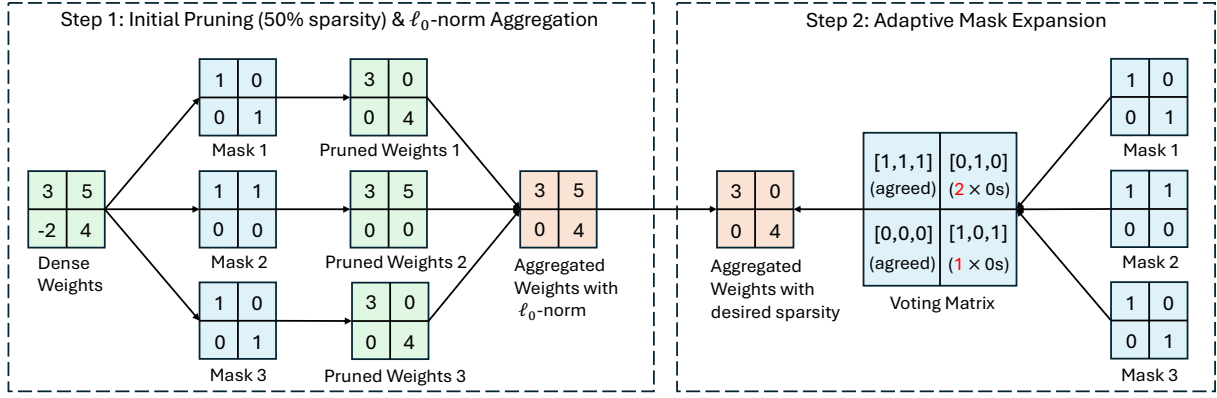 Step 1: Initial Pruning (50% sparsity) & ℓ₀-norm Aggregation
3 5
-2 4
Dense
Weights
1 0
0 1
Mask 1
1 1
0 0
Mask 2
1 0
0 1
Mask 3
3 0
0 4
Pruned Weights 1
3 5
0 0
Pruned Weights 2
3 0
0 4
Pruned Weights 3
3 5
0 4
Aggregated
Weights with
ℓ₀-norm
Step 2: Adaptive Mask Expansion
3 0
0 4
Aggregated
Weights with
desired sparsity
[1,1,1] [0,1,0]
(agreed) (2 × 0s)
[0,0,0] [1,0,1]
(agreed) (1 × 0s)
Voting Matrix
1 0
0 1
Mask 1
1 1
0 0
Mask 2
1 0
0 1
Mask 3